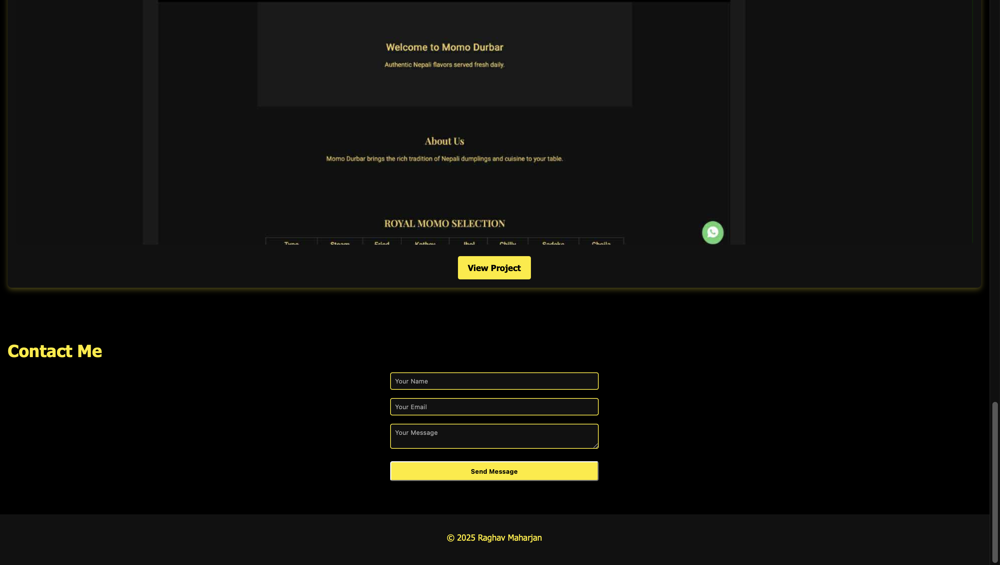 Welcome to Momo Durbar
Authentic Nepali flavors served fresh daily.
About Us
Momo Durbar brings the rich tradition of Nepali dumplings and cuisine to your table.
ROYAL MOMO SELECTION
Type Steam Fried Kothey Jhol Chilly Sadeko Choila
View Project
Contact Me
Your Name
Your Email
Your Message
Send Message
© 2025 Raghav Maharjan